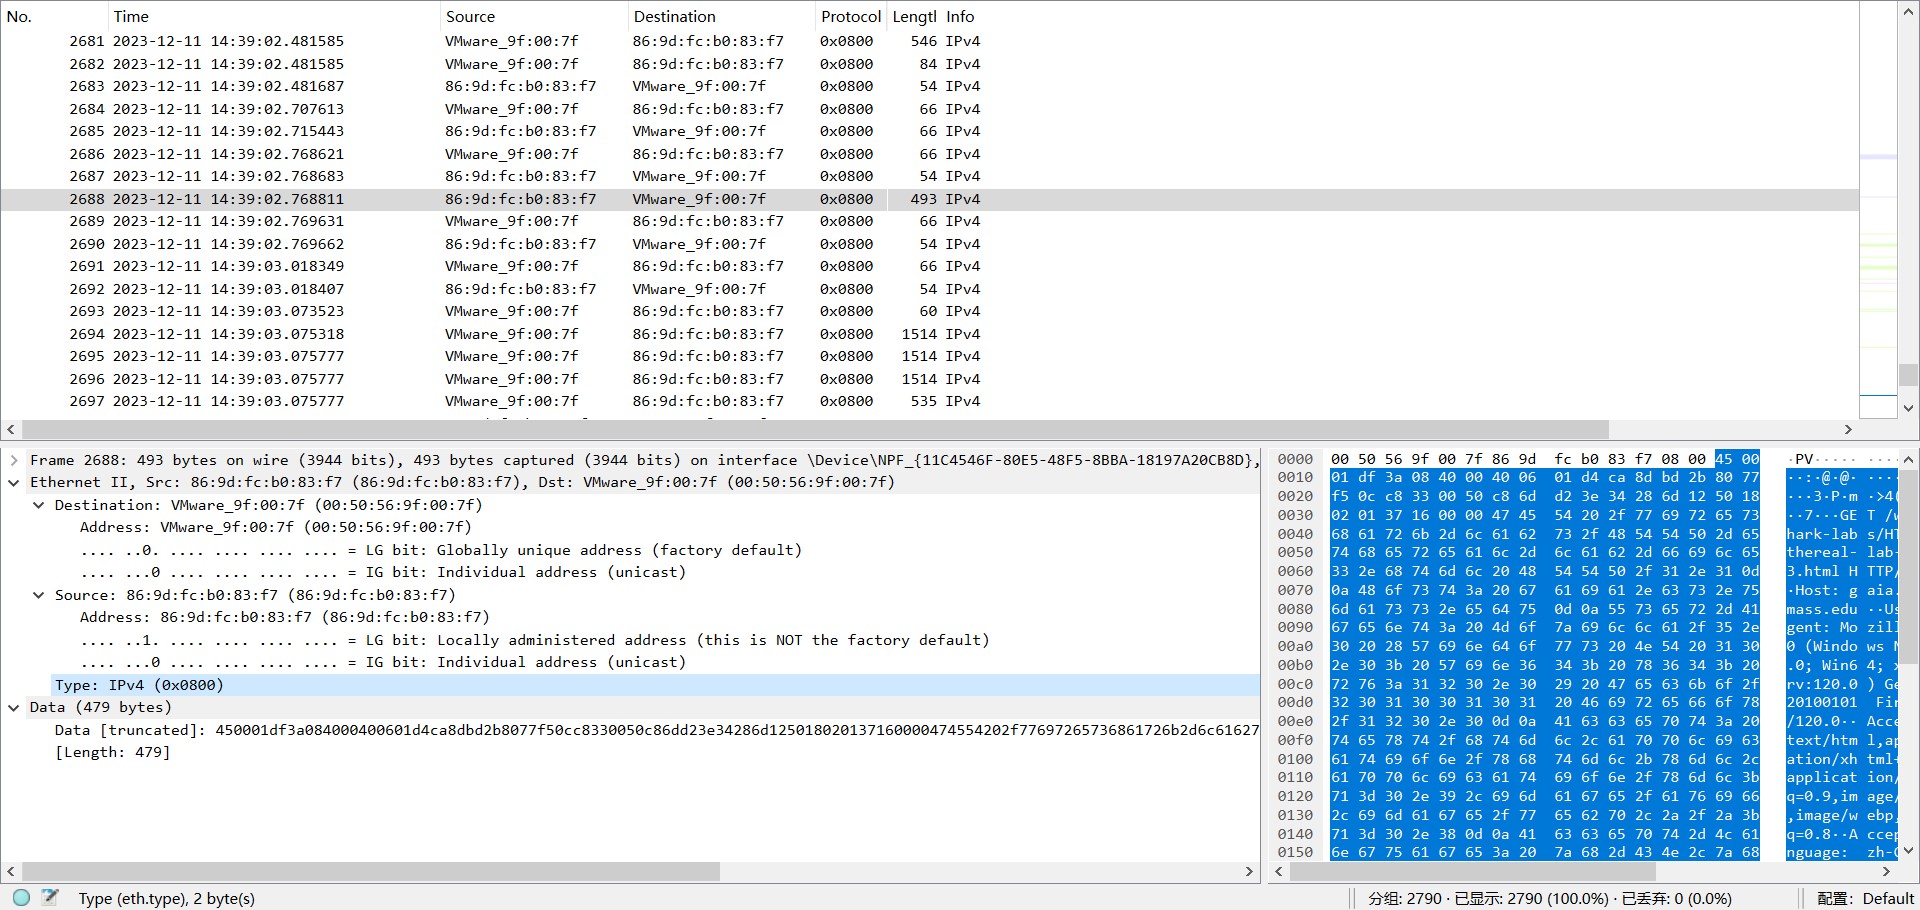 No. Time Source Destination Protocol Lengtl Info
2681 2023-12-11 14:39:02.481585 VMware_9f:00:7f 86:9d:fc:b0:83:f7 0x0800 546 IPv4
2682 2023-12-11 14:39:02.481585 VMware_9f:00:7f 86:9d:fc:b0:83:f7 0x0800 84 IPv4
2683 2023-12-11 14:39:02.481687 86:9d:fc:b0:83:f7 VMware_9f:00:7f 0x0800 54 IPv4
2684 2023-12-11 14:39:02.707613 VMware_9f:00:7f 86:9d:fc:b0:83:f7 0x0800 66 IPv4
2685 2023-12-11 14:39:02.715443 86:9d:fc:b0:83:f7 VMware_9f:00:7f 0x0800 66 IPv4
2686 2023-12-11 14:39:02.768621 VMware_9f:00:7f 86:9d:fc:b0:83:f7 0x0800 66 IPv4
2687 2023-12-11 14:39:02.768683 86:9d:fc:b0:83:f7 VMware_9f:00:7f 0x0800 54 IPv4
2688 2023-12-11 14:39:02.768811 86:9d:fc:b0:83:f7 VMware_9f:00:7f 0x0800 493 IPv4
2689 2023-12-11 14:39:02.769631 VMware_9f:00:7f 86:9d:fc:b0:83:f7 0x0800 66 IPv4
2690 2023-12-11 14:39:02.769662 86:9d:fc:b0:83:f7 VMware_9f:00:7f 0x0800 54 IPv4
2691 2023-12-11 14:39:03.018349 VMware_9f:00:7f 86:9d:fc:b0:83:f7 0x0800 66 IPv4
2692 2023-12-11 14:39:03.018407 86:9d:fc:b0:83:f7 VMware_9f:00:7f 0x0800 54 IPv4
2693 2023-12-11 14:39:03.073523 VMware_9f:00:7f 86:9d:fc:b0:83:f7 0x0800 60 IPv4
2694 2023-12-11 14:39:03.075318 VMware_9f:00:7f 86:9d:fc:b0:83:f7 0x0800 1514 IPv4
2695 2023-12-11 14:39:03.075777 VMware_9f:00:7f 86:9d:fc:b0:83:f7 0x0800 1514 IPv4
2696 2023-12-11 14:39:03.075777 VMware_9f:00:7f 86:9d:fc:b0:83:f7 0x0800 1514 IPv4
2697 2023-12-11 14:39:03.075777 VMware_9f:00:7f 86:9d:fc:b0:83:f7 0x0800 535 IPv4
Frame 2688: 493 bytes on wire (3944 bits), 493 bytes captured (3944 bits) on interface \Device\NPF_{11C4546F-80E5-48F5-8BBA-18197A20CB8D},
Ethernet II, Src: 86:9d:fc:b0:83:f7 (86:9d:fc:b0:83:f7), Dst: VMware_9f:00:7f (00:50:56:9f:00:7f)
Destination: VMware_9f:00:7f (00:50:56:9f:00:7f)
Address: VMware_9f:00:7f (00:50:56:9f:00:7f)
.... ..0. .... .... .... .... = LG bit: Globally unique address (factory default)
.... ...0 .... .... .... .... = IG bit: Individual address (unicast)
Source: 86:9d:fc:b0:83:f7 (86:9d:fc:b0:83:f7)
Address: 86:9d:fc:b0:83:f7 (86:9d:fc:b0:83:f7)
.... ..1. .... .... .... .... = LG bit: Locally administered address (this is NOT the factory default)
.... ...0 .... .... .... .... = IG bit: Individual address (unicast)
Type: IPv4 (0x0800)
Data (479 bytes)
Data [truncated]: 450001df3a084000400601d4ca8dbd2b8077f50cc8330050c86dd23e34286d125018020137160000474554202f77697265736861726b2d6c61627
[Length: 479]
0000 00 50 56 9f 00 7f 86 9d fc b0 83 f7 08 00 45 00 ·PV····· ····
0010 01 df 3a 08 40 00 40 06 01 d4 ca 8d bd 2b 80 77 ··:·@·@· ····
0020 f5 0c c8 33 00 50 c8 6d d2 3e 34 28 6d 12 50 18 ···3·P·m ·>4(
0030 02 01 37 16 00 00 47 45 54 20 2f 77 69 72 65 73 ··7···GE T /w
0040 68 61 72 6b 2d 6c 61 62 73 2f 48 54 54 50 2d 65 hark-lab s/HT
0050 74 68 65 72 65 61 6c 2d 6c 61 62 2d 66 69 6c 65 thereal- lab-
0060 33 2e 68 74 6d 6c 20 48 54 54 50 2f 31 2e 31 0d 3.html H TTP/
0070 0a 48 6f 73 74 3a 20 67 61 69 61 2e 63 73 2e 75 ·Host: g aia.
0080 6d 61 73 73 2e 65 64 75 0d 0a 55 73 65 72 2d 41 mass.edu ··Us
0090 67 65 6e 74 3a 20 4d 6f 7a 69 6c 6c 61 2f 35 2e gent: Mo zill
00a0 30 20 28 57 69 6e 64 6f 77 73 20 4e 54 20 31 30 0 (Windo ws N
00b0 2e 30 3b 20 57 69 6e 36 34 3b 20 78 36 34 3b 20 .0; Win6 4; x
00c0 72 76 3a 31 32 30 2e 30 29 20 47 65 63 6b 6f 2f rv:120.0 ) Ge
00d0 32 30 31 30 30 31 30 31 20 46 69 72 65 66 6f 78 20100101 Fir
00e0 2f 31 32 30 2e 30 0d 0a 41 63 63 65 70 74 3a 20 /120.0·· Acce
00f0 74 65 78 74 2f 68 74 6d 6c 2c 61 70 70 6c 69 63 text/htm l,ap
0100 61 74 69 6f 6e 2f 78 68 74 6d 6c 2b 78 6d 6c 2c ation/xh tml+
0110 61 70 70 6c 69 63 61 74 69 6f 6e 2f 78 6d 6c 3b applicat ion/
0120 71 3d 30 2e 39 2c 69 6d 61 67 65 2f 61 76 69 66 q=0.9,im age/
0130 2c 69 6d 61 67 65 2f 77 65 62 70 2c 2a 2f 2a 3b ,image/w ebp,
0140 71 3d 30 2e 38 0d 0a 41 63 63 65 70 74 2d 4c 61 q=0.8··A ccep
0150 6e 67 75 61 67 65 3a 20 7a 68 2d 43 4e 2c 7a 68 nguage: zh-C
Type (eth.type), 2 byte(s) 分组: 2790 · 已显示: 2790 (100.0%) · 已丢弃: 0 (0.0%) 配置: Default